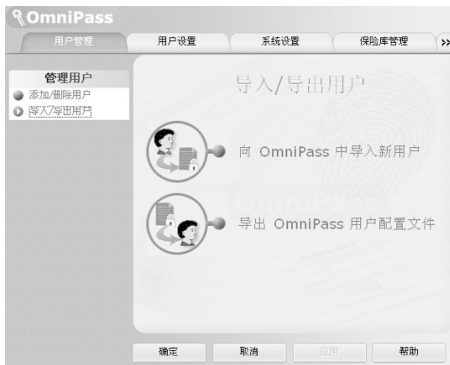 OmniPass
用户管理
用户设置
系统设置
保险库管理
管理用户
添加/删除用户
导入/导出用户
导入/导出用户
向 OmniPass 中导入新用户
OmniPass
导出 OmniPass 用户配置文件
确定
取消
应用
帮助